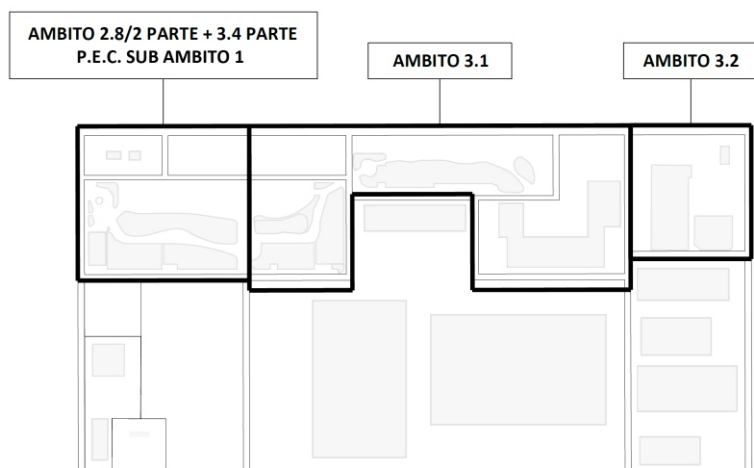 AMBITO 2.8/2 PARTE + 3.4 PARTE
P.E.C. SUB AMBITO 1
AMBITO 3.1
AMBITO 3.2